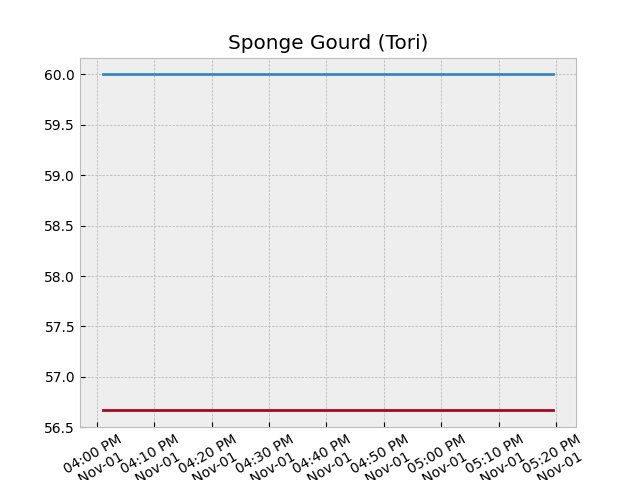 Sponge Gourd (Tori)
60.0
59.5
59.0
58.5
58.0
57.5
57.0
56.5
04:00 PM
Nov-01
04:10 PM
Nov-01
04:20 PM
Nov-01
04:30 PM
Nov-01
04:40 PM
Nov-01
04:50 PM
Nov-01
05:00 PM
Nov-01
05:10 PM
Nov-01
05:20 PM
Nov-01